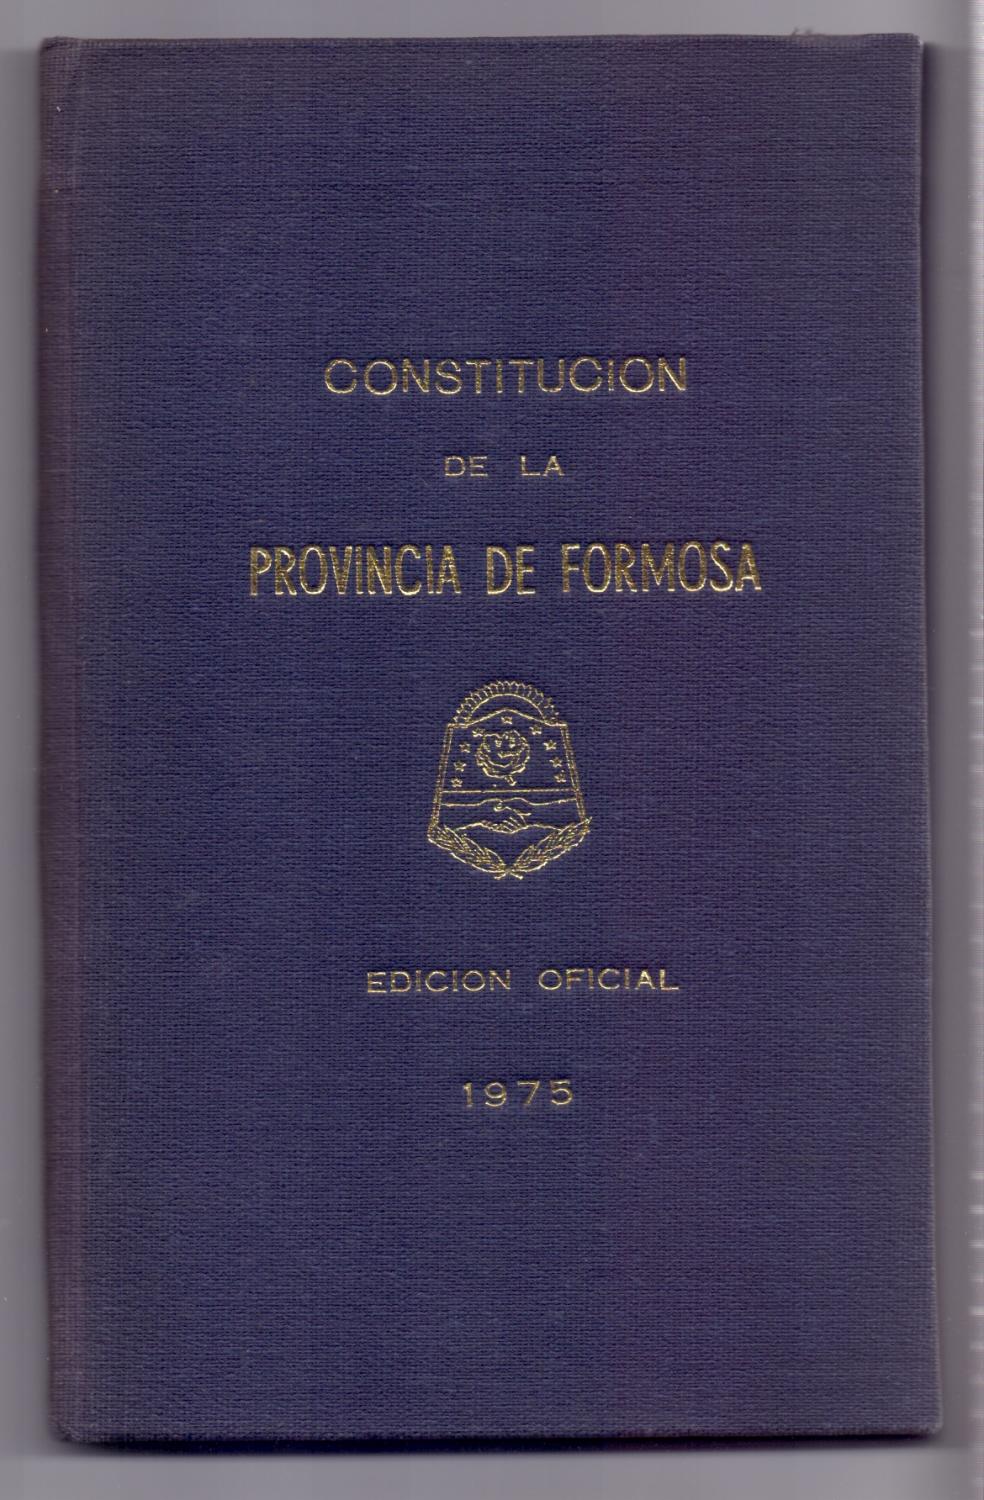 CONSTITUCION
DE LA
PROVINCIA DE FORMOSA
EDICION OFICIAL
1975